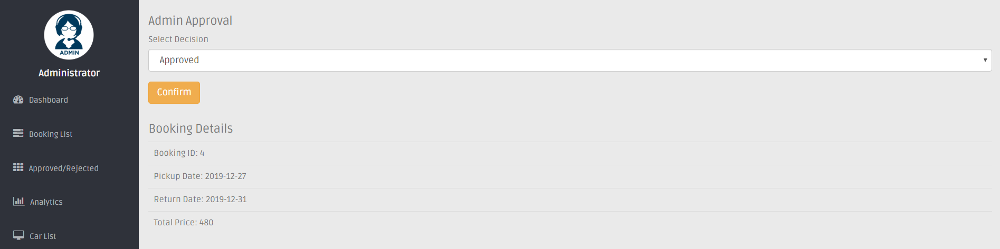 ADMIN
Administrator
Dashboard
Booking List
Approved/Rejected
Analytics
Car List
Admin Approval
Select Decision
Approved
Confirm
Booking Details
Booking ID: 4
Pickup Date: 2019-12-27
Return Date: 2019-12-31
Total Price: 480